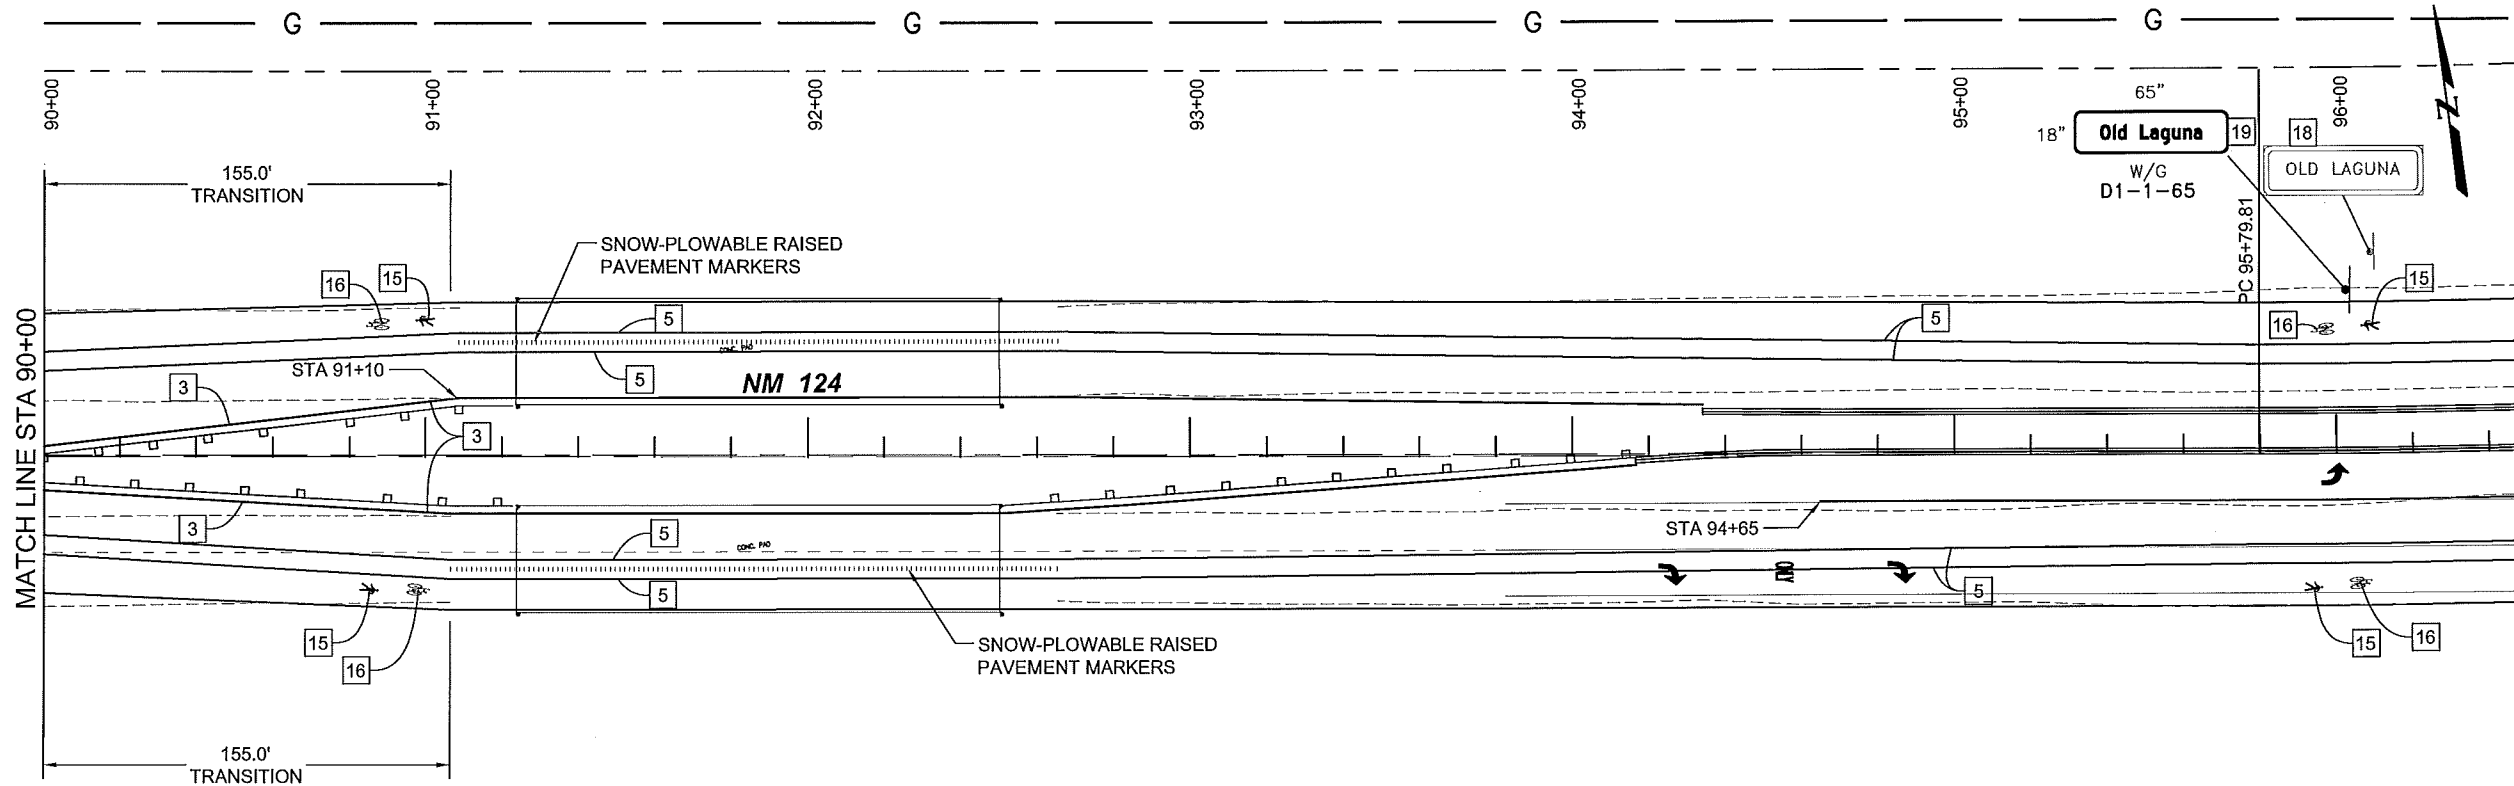 G G G G
90+00
91+00
92+00
93+00
94+00
95+00
96+00
65"
18"
Old Laguna
19
18
OLD LAGUNA
W/G
D1-1-65
N
155.0'
TRANSITION
PC 95+79.81
SNOW-PLOWABLE RAISED
PAVEMENT MARKERS
16
15
5
15
16
5
CONC. PAD
5
STA 91+10
NM 124
3
3
MATCH LINE STA 90+00
3
STA 94+65
5
CONC. PAD
ONLY
5
5
15
16
15
16
SNOW-PLOWABLE RAISED
PAVEMENT MARKERS
155.0'
TRANSITION